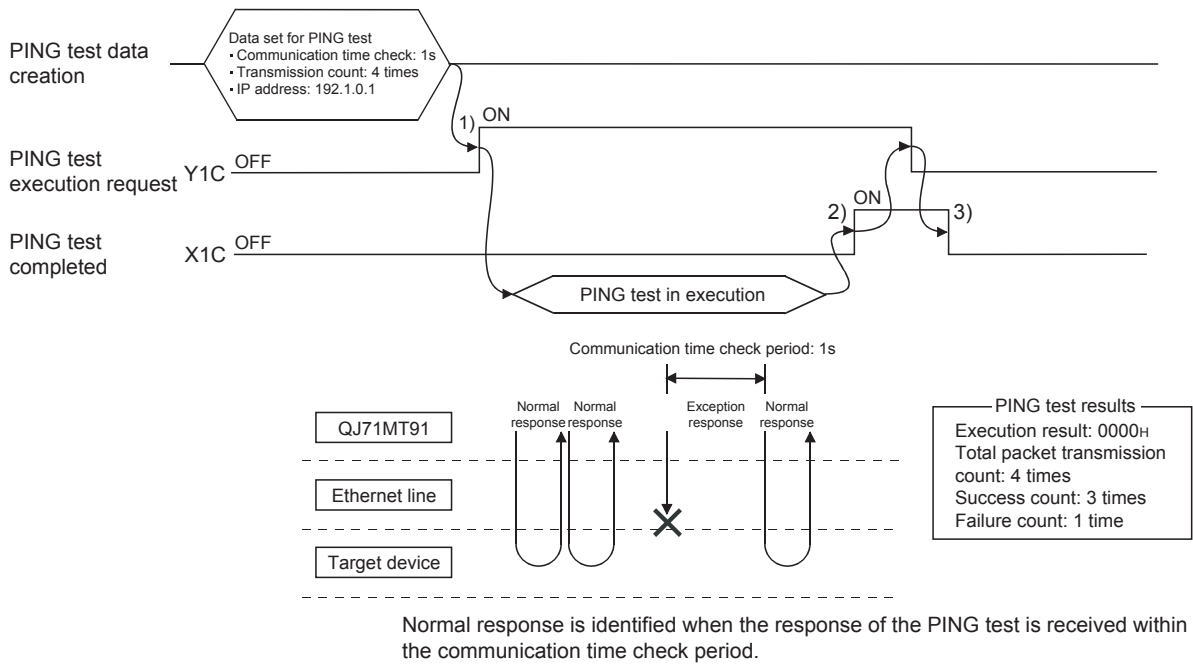 PING test data
creation
Data set for PING test
▪ Communication time check: 1s
▪ Transmission count: 4 times
▪ IP address: 192.1.0.1
1)
ON
PING test
execution request
Y1C
OFF
2)
ON
3)
PING test
completed
X1C
OFF
PING test in execution
Communication time check period: 1s
Normal
response
Normal
response
Exception
response
Normal
response
QJ71MT91
Ethernet line
Target device
PING test results
Execution result: 0000H
Total packet transmission
count: 4 times
Success count: 3 times
Failure count: 1 time
Normal response is identified when the response of the PING test is received within
the communication time check period.